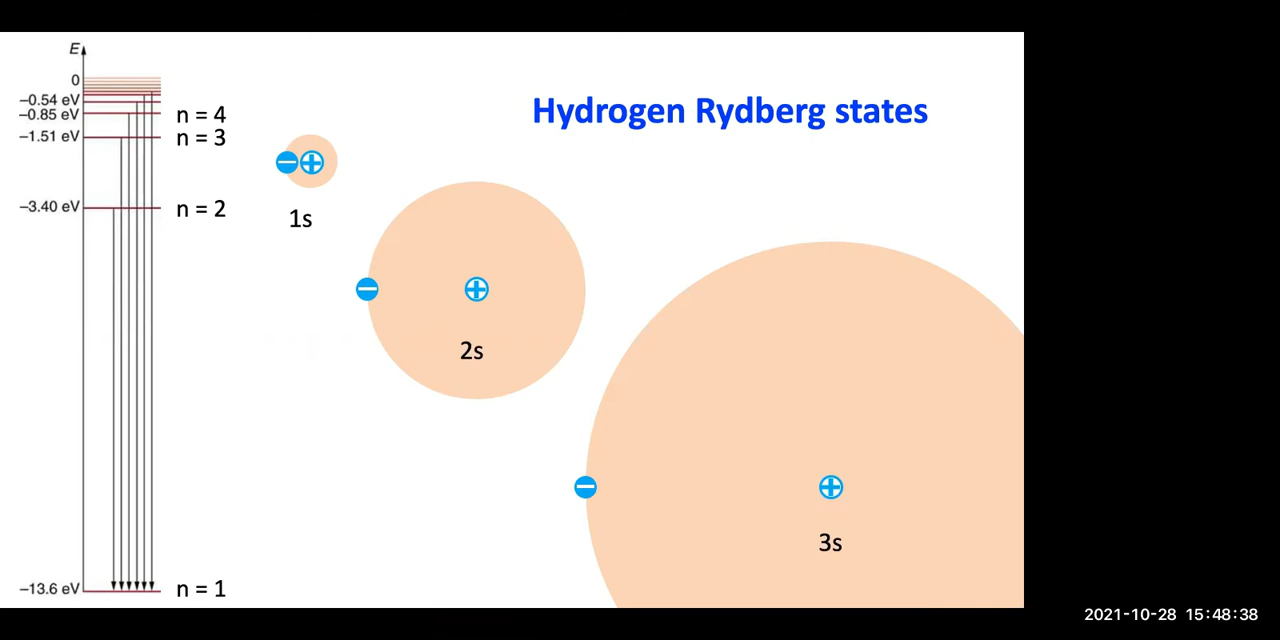 E
0
−0.54 eV
−0.85 eV
n = 4
−1.51 eV
n = 3
−3.40 eV
n = 2
−13.6 eV
n = 1
Hydrogen Rydberg states
1s
2s
3s
2021-10-28 15:48:38